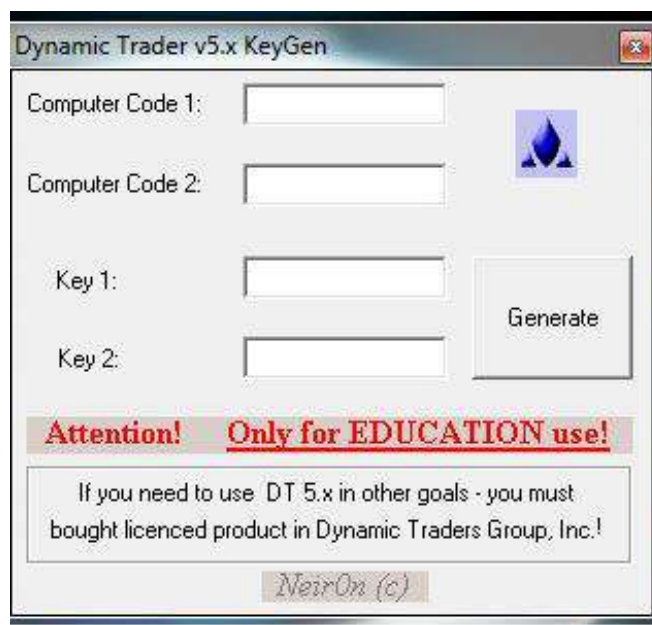 Dynamic Trader v5.x KeyGen
Computer Code 1:
Computer Code 2:
Key 1:
Generate
Key 2:
Attention! Only for EDUCATION use!
If you need to use DT 5.x in other goals - you must
bought licenced product in Dynamic Traders Group, Inc.!
NeirOn (c)